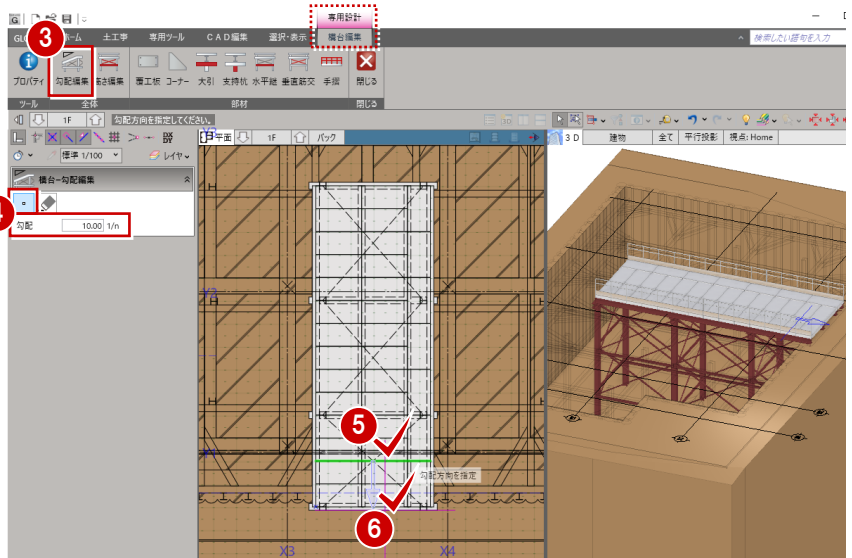 専用設計
GLO
ホーム 土工事 専用ツール CAD編集 選択・表示 構台編集
検索したい語句を入力
3
プロパティ 勾配編集 高さ編集 覆工板 コーナー 大引 支持杭 水平継 垂直筋交 手摺 閉じる
ツール 全体 部材 閉じる
1F 勾配方向を指定してください。
平面 1F バック 3D 建物 全て 平行投影 視点: Home
標準 1/100 レイヤ
構台-勾配編集
勾配 10.00 1/n
Y3
Y2
5
Y1
勾配方向を指定
6
X3 X4